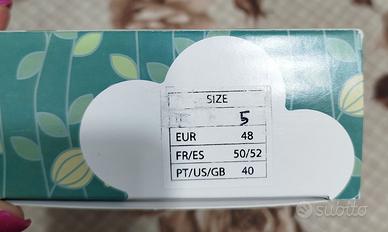 SIZE
5
EUR 48
FR/ES 50/52
PT/US/GB 40
subito